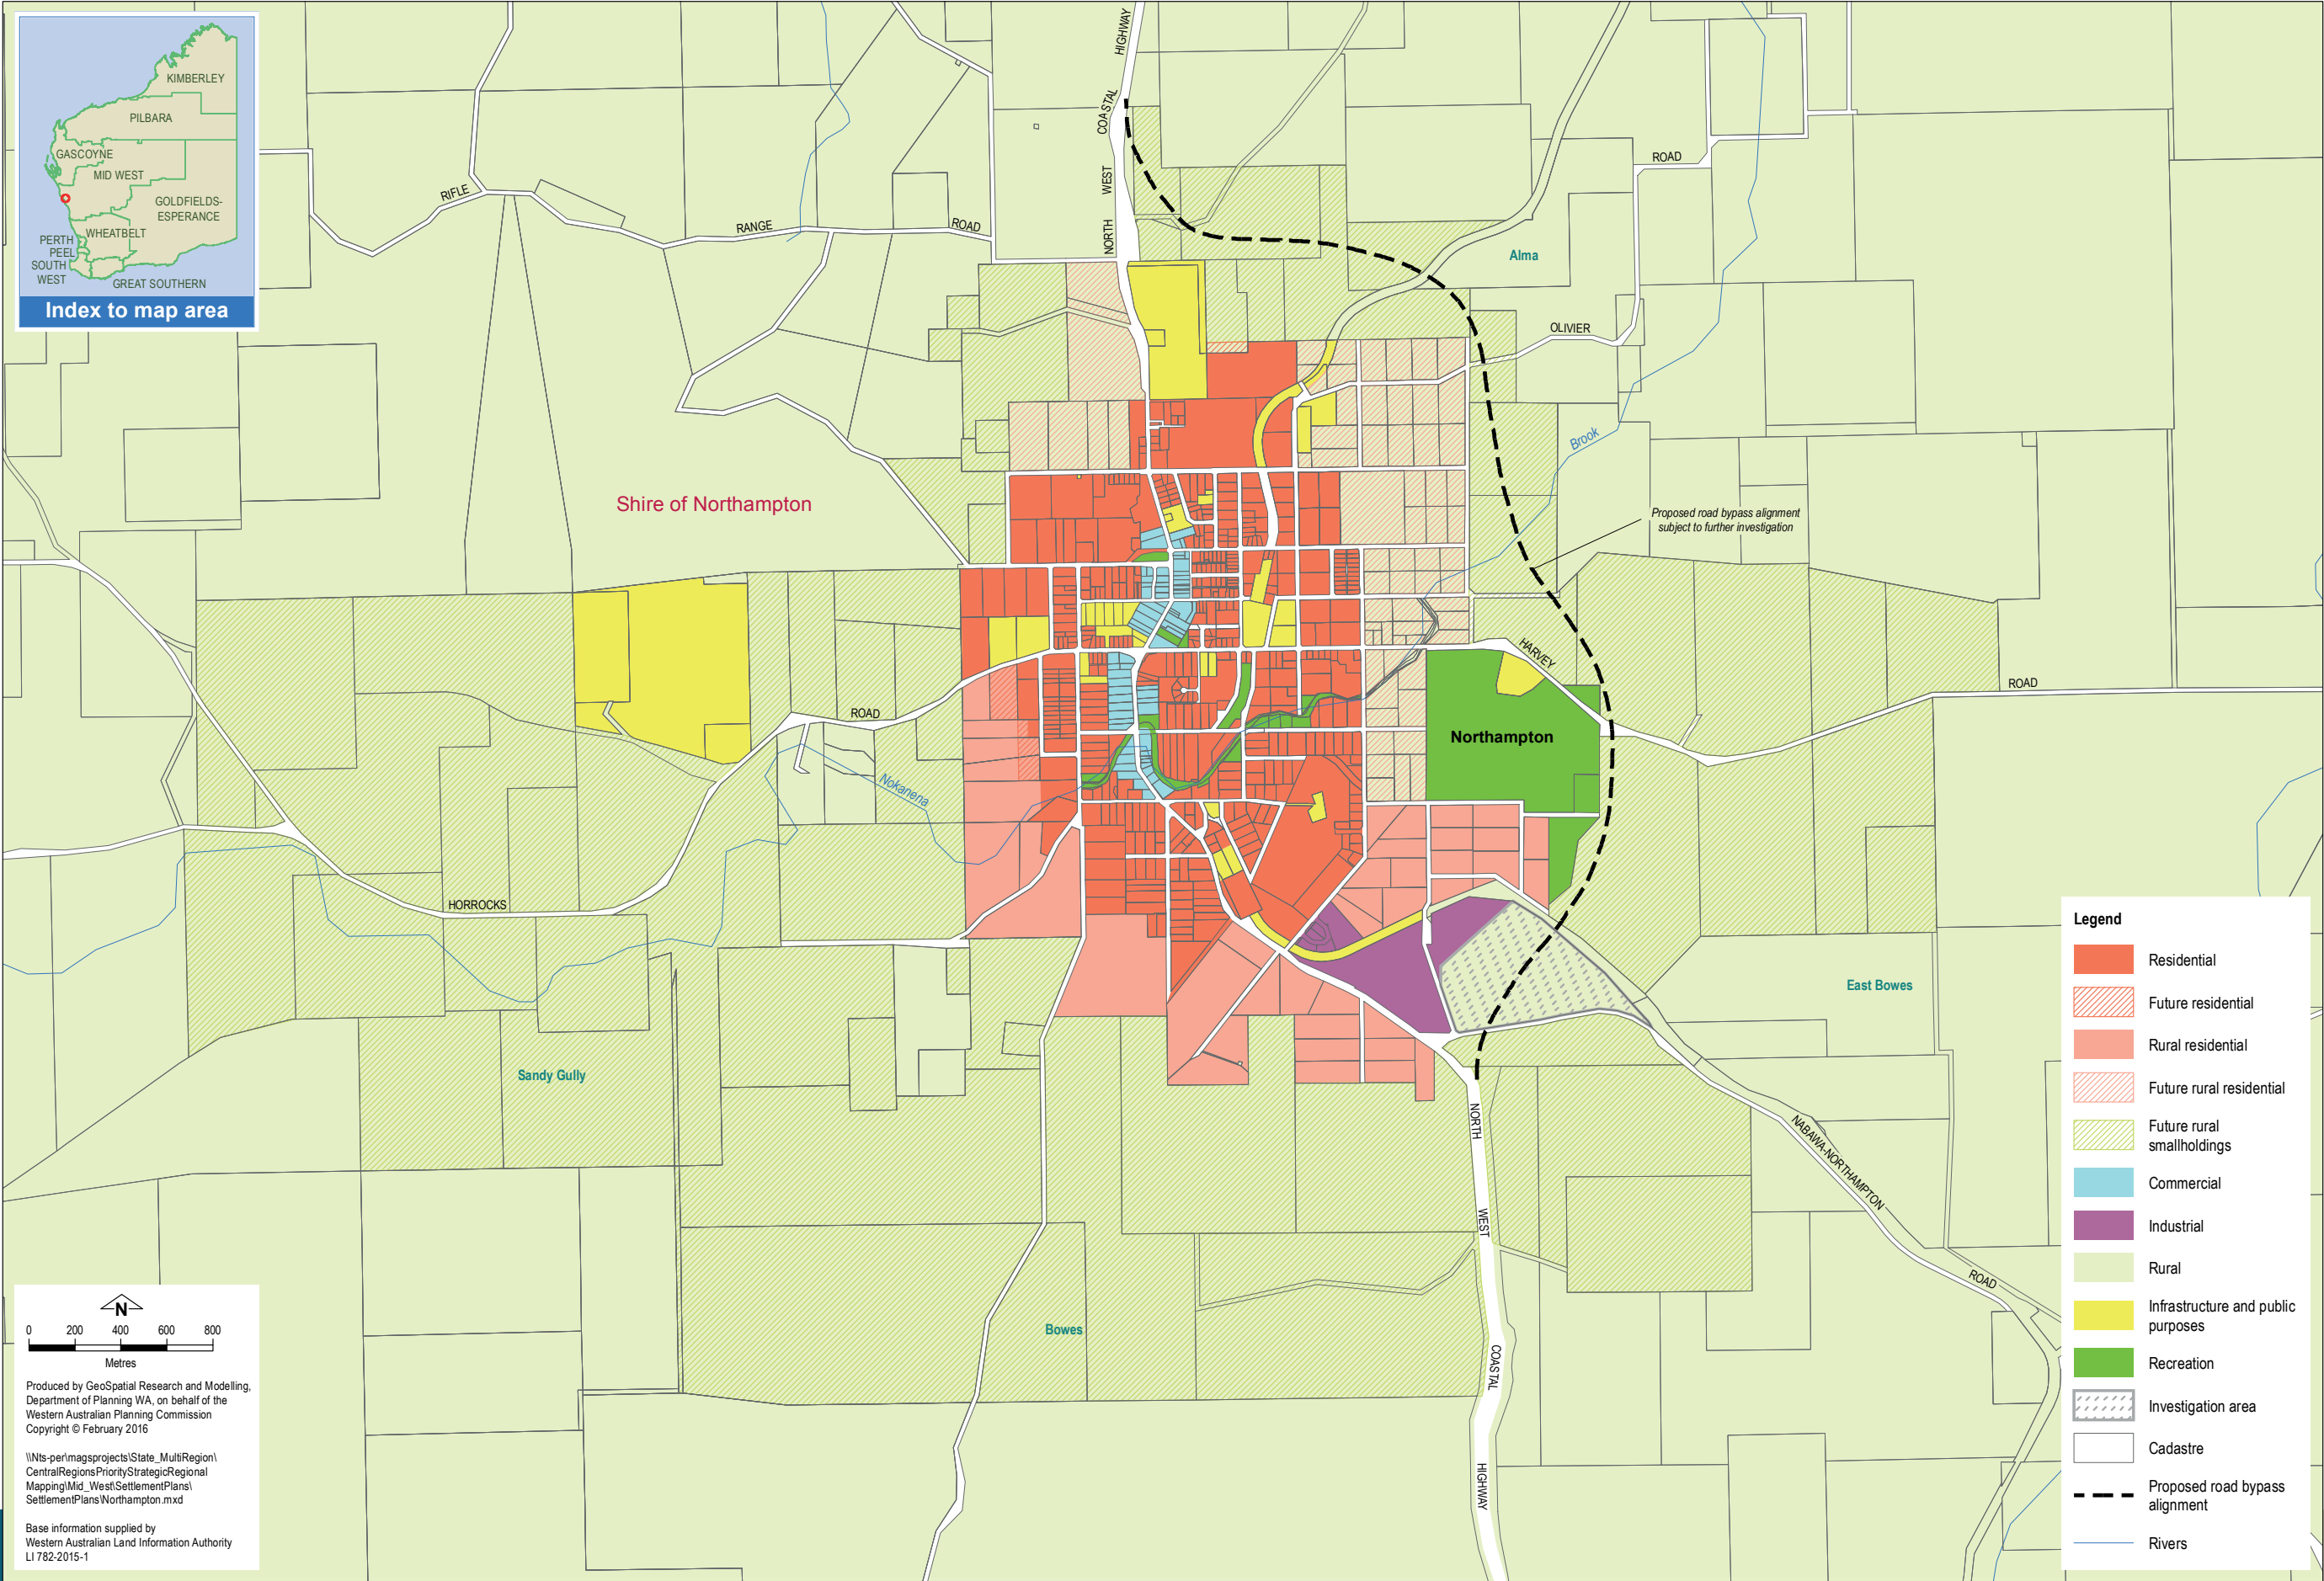 KIMBERLEY
PILBARA
GASCOYNE
MID WEST
GOLDFIELDS-
ESPERANCE
WHEATBELT
PERTH
PEEL
SOUTH
WEST
GREAT SOUTHERN
Index to map area
HIGHWAY
COASTAL
WEST
NORTH
RIFLE
RANGE
ROAD
ROAD
Alma
OLIVIER
Brook
Shire of Northampton
Proposed road bypass alignment
subject to further investigation
HARVEY
ROAD
ROAD
Northampton
Nokanena
HORROCKS
East Bowes
Sandy Gully
NORTH
WEST
COASTAL
HIGHWAY
NABAWA-NORTHAMPTON
ROAD
Bowes
N
0 200 400 600 800
Metres
Produced by GeoSpatial Research and Modelling,
Department of Planning WA, on behalf of the
Western Australian Planning Commission
Copyright © February 2016
\\Nts-per\magsprojects\State_MultiRegion\
CentralRegionsPriorityStrategicRegional
Mapping\Mid_West\SettlementPlans\
SettlementPlans\Northampton.mxd
Base information supplied by
Western Australian Land Information Authority
LI 782-2015-1
Legend
Residential
Future residential
Rural residential
Future rural residential
Future rural
smallholdings
Commercial
Industrial
Rural
Infrastructure and public
purposes
Recreation
Investigation area
Cadastre
Proposed road bypass
alignment
Rivers